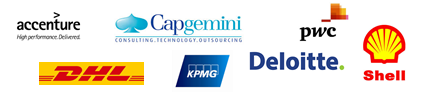 accenture
High performance. Delivered.
Capgemini
CONSULTING.TECHNOLOGY.OUTSOURCING
pwc
DHL
KPMG
Deloitte.
Shell